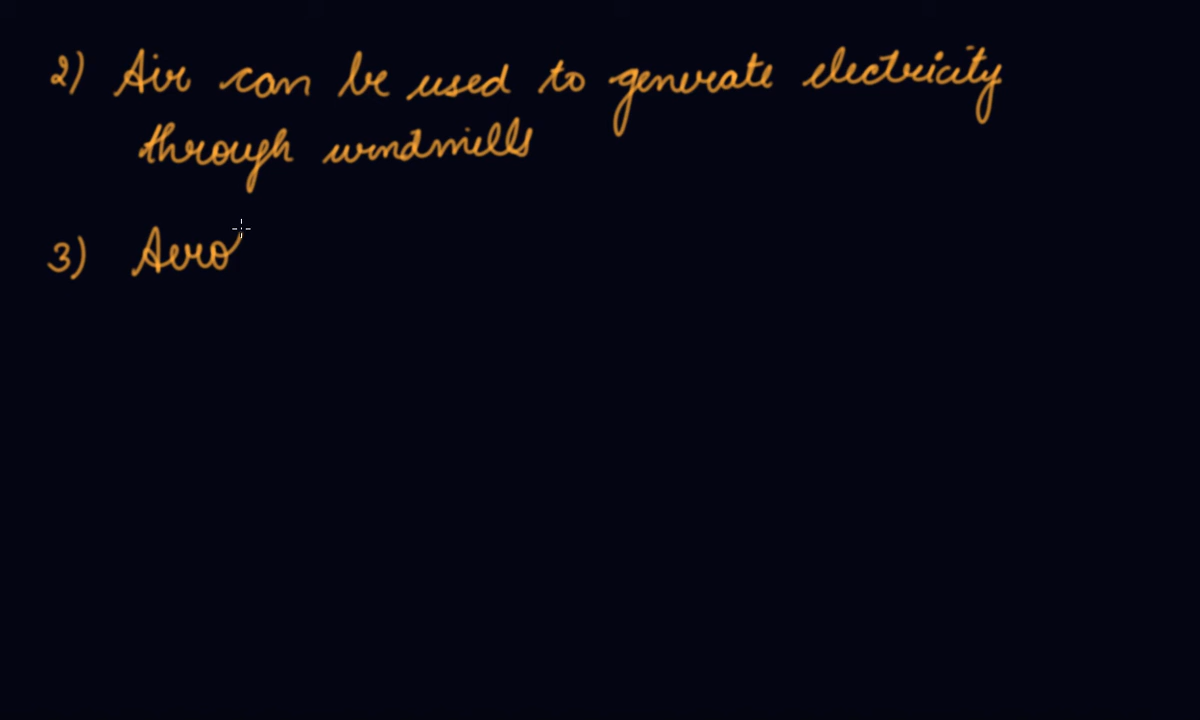 2) Air can be used to generate electricity
through windmills
3) Aero